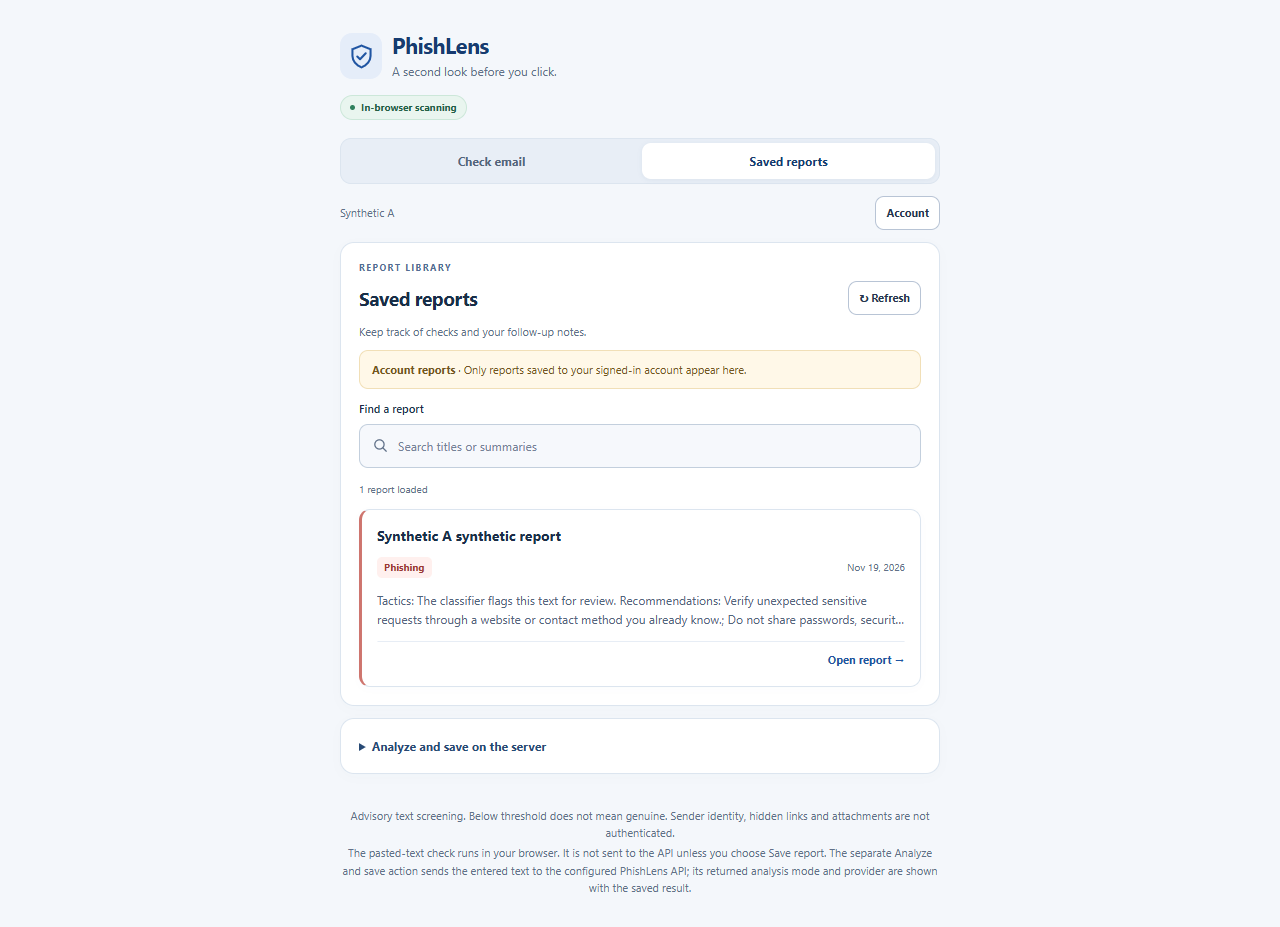 PhishLens
A second look before you click.
In-browser scanning
Check email
Saved reports
Synthetic A
Account
REPORT LIBRARY
Saved reports
↻ Refresh
Keep track of checks and your follow-up notes.
Account reports · Only reports saved to your signed-in account appear here.
Find a report
Search titles or summaries
1 report loaded
Synthetic A synthetic report
Phishing
Nov 19, 2026
Tactics: The classifier flags this text for review. Recommendations: Verify unexpected sensitive
requests through a website or contact method you already know.; Do not share passwords, securit...
Open report →
▶ Analyze and save on the server
Advisory text screening. Below threshold does not mean genuine. Sender identity, hidden links and attachments are not
authenticated.
The pasted-text check runs in your browser. It is not sent to the API unless you choose Save report. The separate Analyze
and save action sends the entered text to the configured PhishLens API; its returned analysis mode and provider are shown
with the saved result.